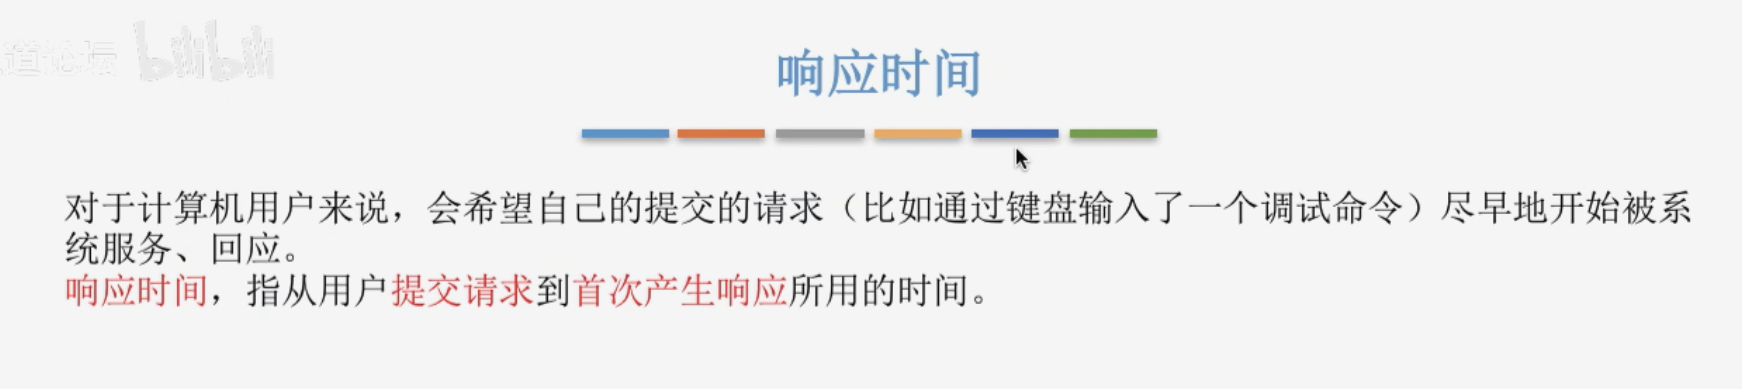 道论坛 bilibili
响应时间
对于计算机用户来说，会希望自己的提交的请求（比如通过键盘输入了一个调试命令）尽早地开始被系
统服务、回应。
响应时间，指从用户提交请求到首次产生响应所用的时间。